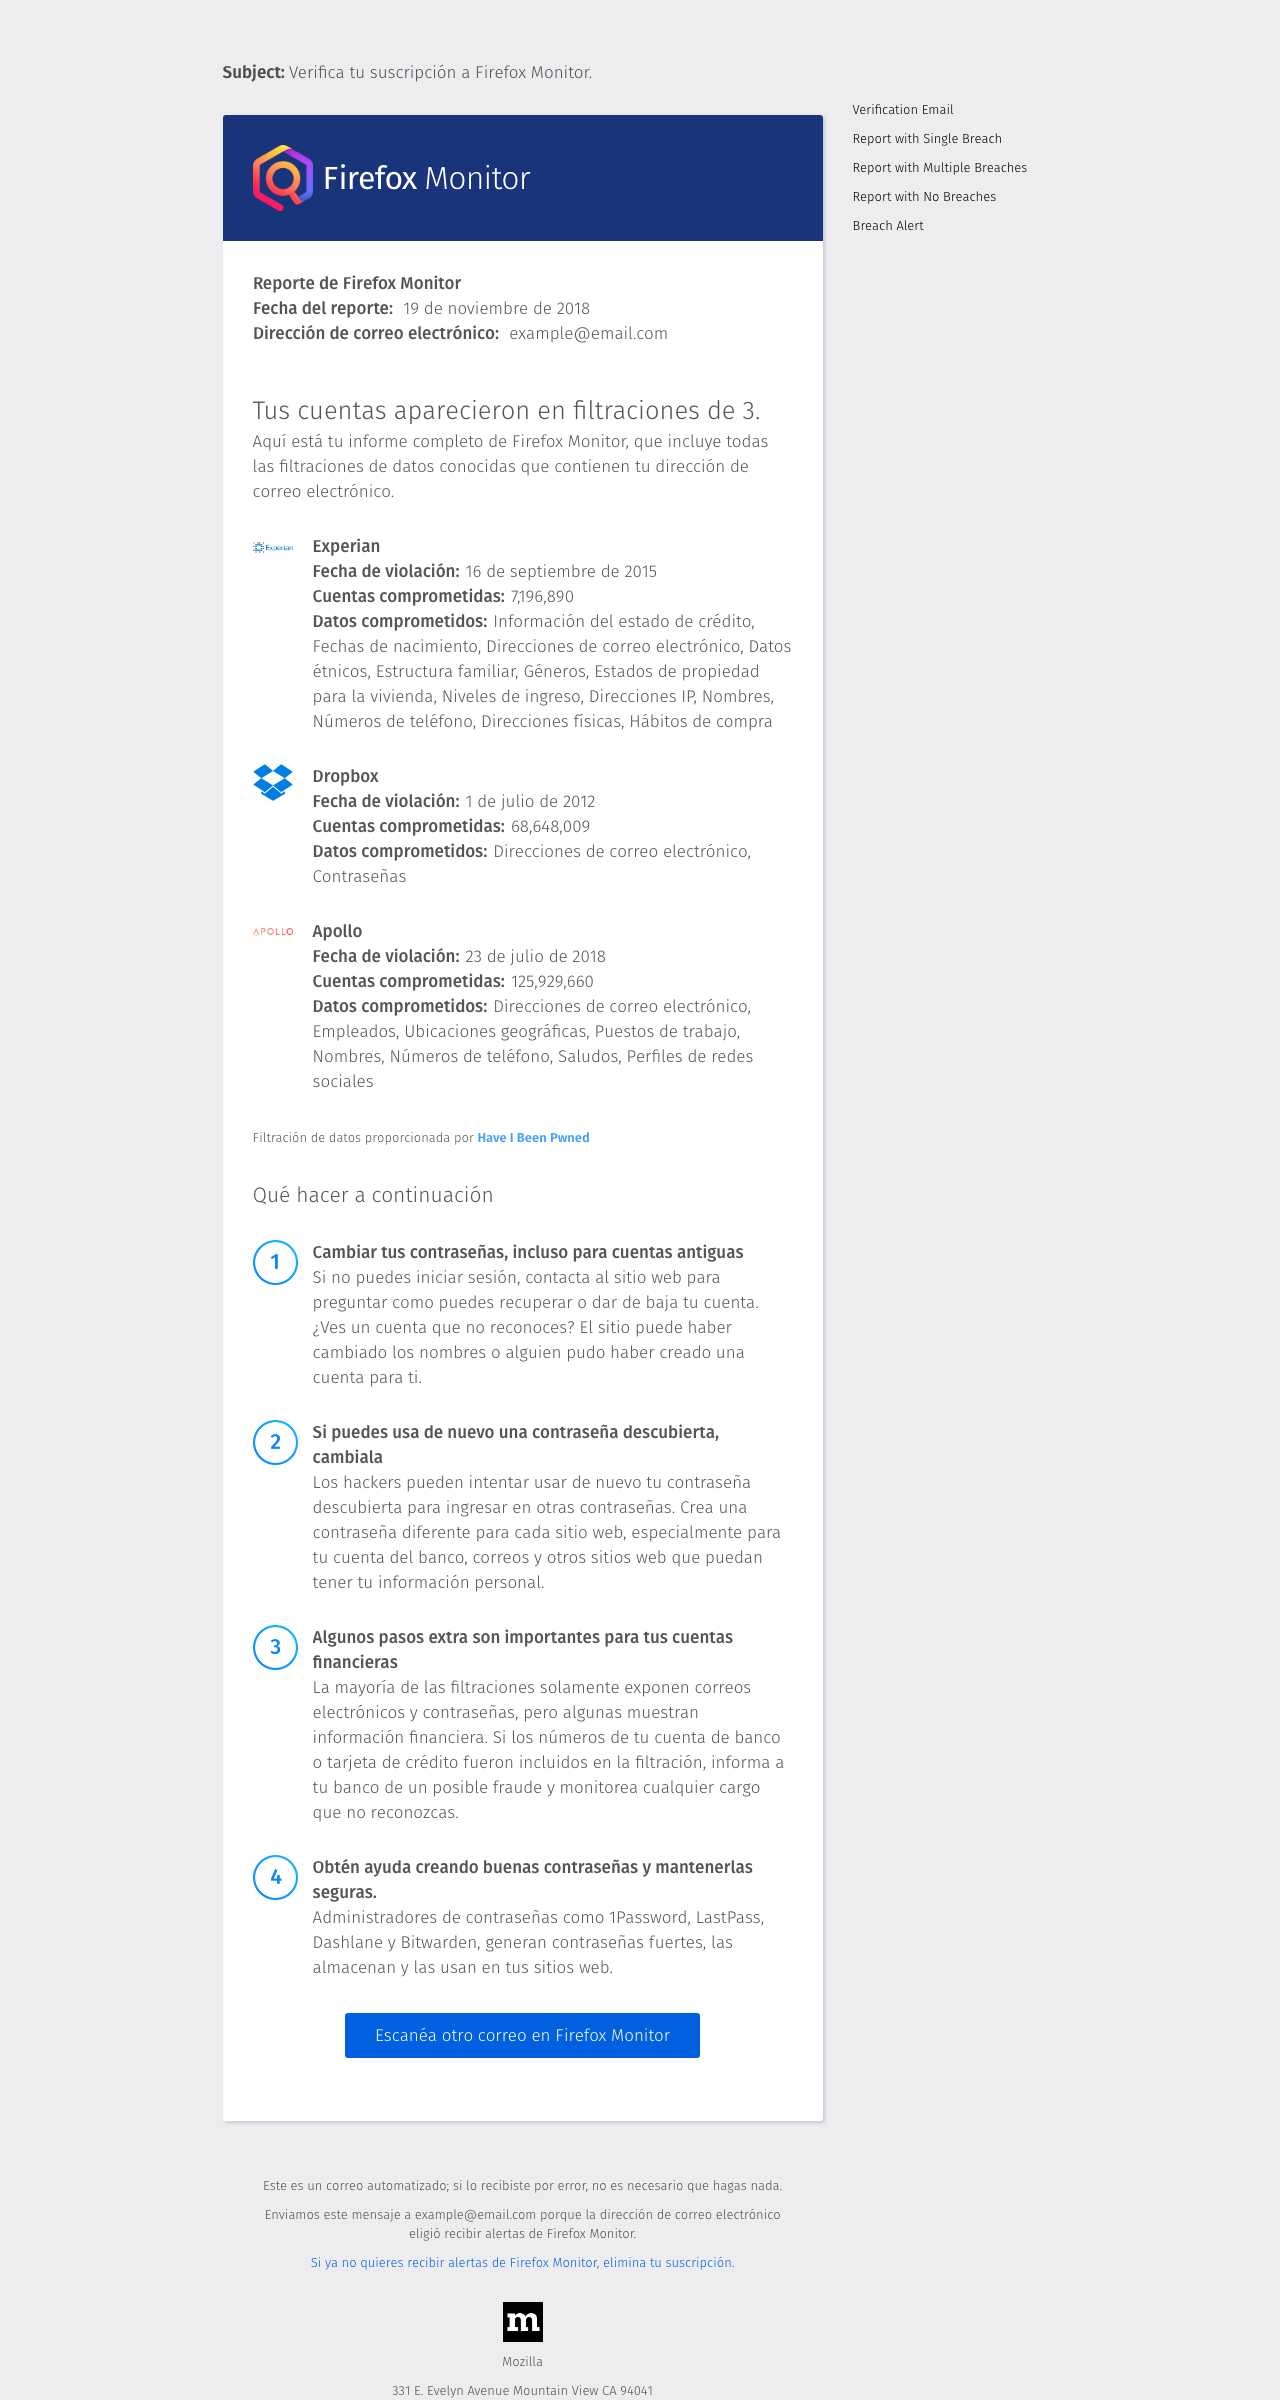 Subject: Verifica tu suscripción a Firefox Monitor.
Verification Email
Report with Single Breach
Report with Multiple Breaches
Report with No Breaches
Breach Alert
Firefox Monitor
Reporte de Firefox Monitor
Fecha del reporte: 19 de noviembre de 2018
Dirección de correo electrónico: example@email.com
Tus cuentas aparecieron en filtraciones de 3.
Aquí está tu informe completo de Firefox Monitor, que incluye todas
las filtraciones de datos conocidas que contienen tu dirección de
correo electrónico.
Experian
Experian
Fecha de violación: 16 de septiembre de 2015
Cuentas comprometidas: 7,196,890
Datos comprometidos: Información del estado de crédito,
Fechas de nacimiento, Direcciones de correo electrónico, Datos
étnicos, Estructura familiar, Géneros, Estados de propiedad
para la vivienda, Niveles de ingreso, Direcciones IP, Nombres,
Números de teléfono, Direcciones físicas, Hábitos de compra
Dropbox
Fecha de violación: 1 de julio de 2012
Cuentas comprometidas: 68,648,009
Datos comprometidos: Direcciones de correo electrónico,
Contraseñas
APOLLO
Apollo
Fecha de violación: 23 de julio de 2018
Cuentas comprometidas: 125,929,660
Datos comprometidos: Direcciones de correo electrónico,
Empleados, Ubicaciones geográficas, Puestos de trabajo,
Nombres, Números de teléfono, Saludos, Perfiles de redes
sociales
Filtración de datos proporcionada por Have I Been Pwned
Qué hacer a continuación
1
Cambiar tus contraseñas, incluso para cuentas antiguas
Si no puedes iniciar sesión, contacta al sitio web para
preguntar como puedes recuperar o dar de baja tu cuenta.
¿Ves un cuenta que no reconoces? El sitio puede haber
cambiado los nombres o alguien pudo haber creado una
cuenta para ti.
2
Si puedes usa de nuevo una contraseña descubierta,
cambiala
Los hackers pueden intentar usar de nuevo tu contraseña
descubierta para ingresar en otras contraseñas. Crea una
contraseña diferente para cada sitio web, especialmente para
tu cuenta del banco, correos y otros sitios web que puedan
tener tu información personal.
3
Algunos pasos extra son importantes para tus cuentas
financieras
La mayoría de las filtraciones solamente exponen correos
electrónicos y contraseñas, pero algunas muestran
información financiera. Si los números de tu cuenta de banco
o tarjeta de crédito fueron incluidos en la filtración, informa a
tu banco de un posible fraude y monitorea cualquier cargo
que no reconozcas.
4
Obtén ayuda creando buenas contraseñas y mantenerlas
seguras.
Administradores de contraseñas como 1Password, LastPass,
Dashlane y Bitwarden, generan contraseñas fuertes, las
almacenan y las usan en tus sitios web.
Escanéa otro correo en Firefox Monitor
Este es un correo automatizado; si lo recibiste por error, no es necesario que hagas nada.
Enviamos este mensaje a example@email.com porque la dirección de correo electrónico
eligió recibir alertas de Firefox Monitor.
Si ya no quieres recibir alertas de Firefox Monitor, elimina tu suscripción.
m
Mozilla
331 E. Evelyn Avenue Mountain View CA 94041